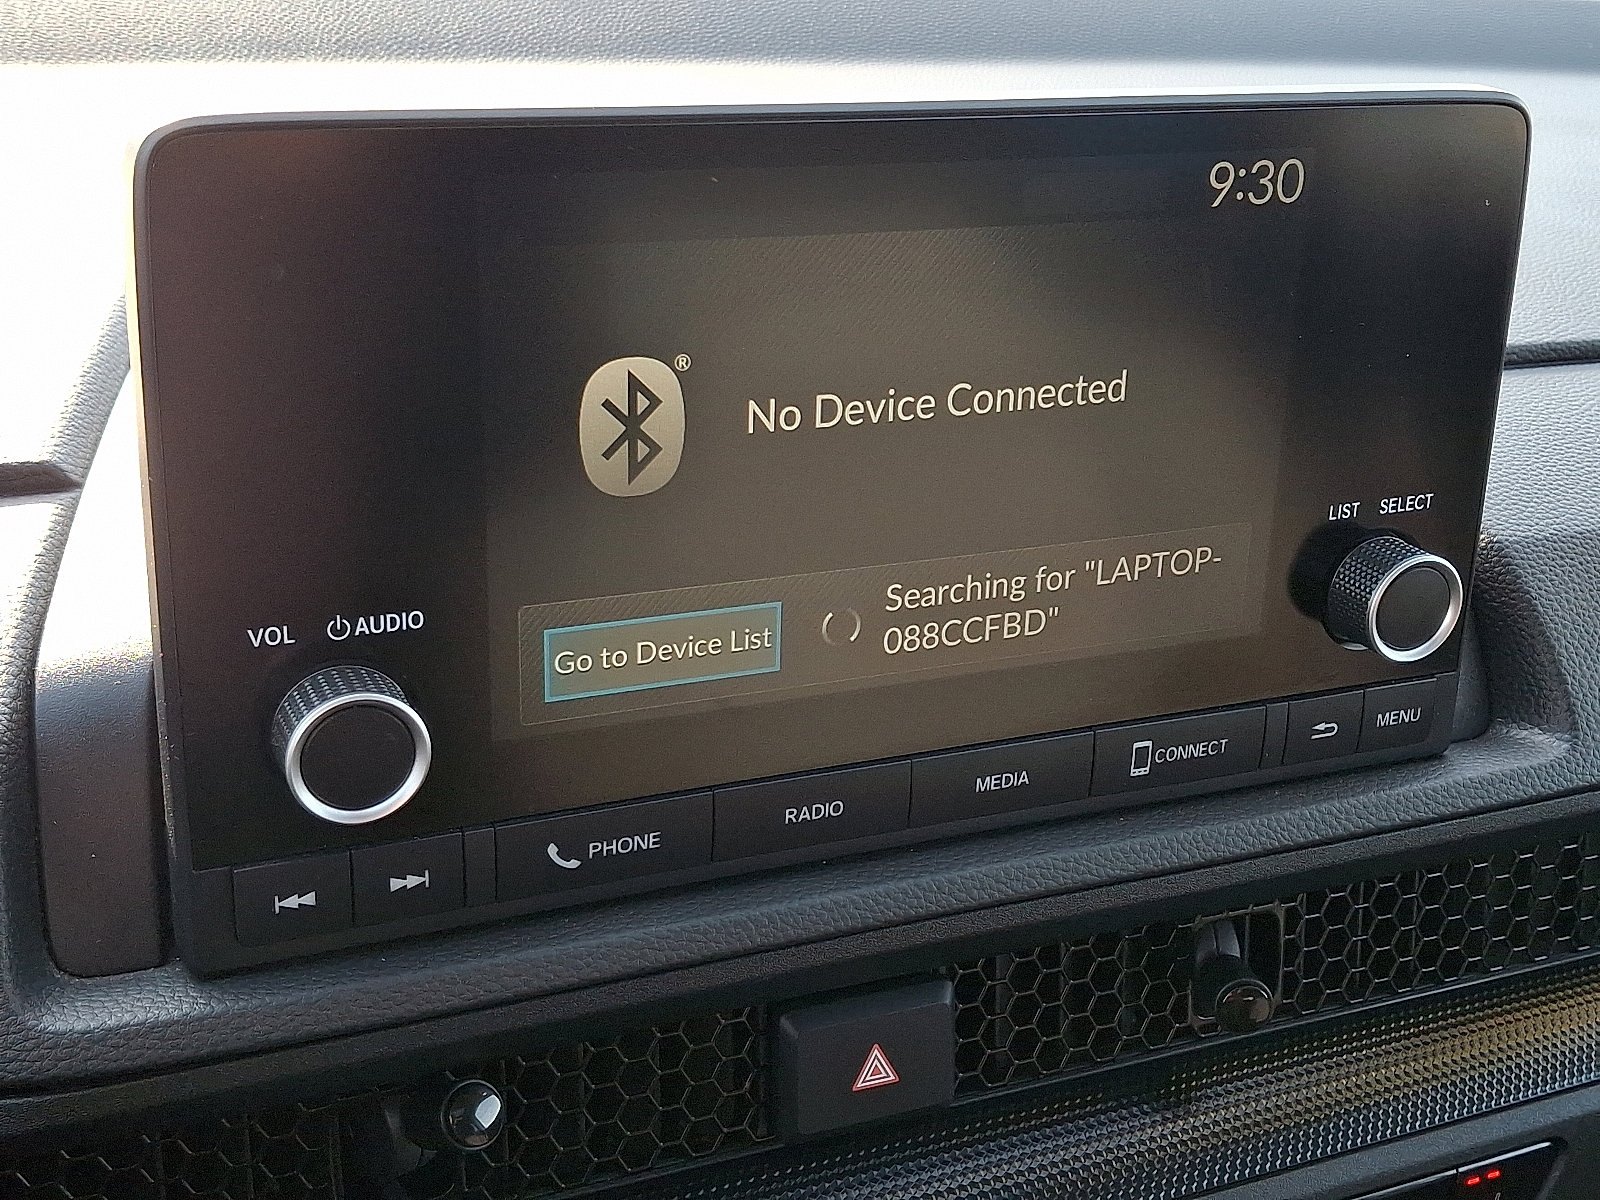 9:30
®
No Device Connected
LIST SELECT
Searching for "LAPTOP-
088CCFBD"
Go to Device List
VOL AUDIO
PHONE
RADIO
MEDIA
CONNECT
MENU